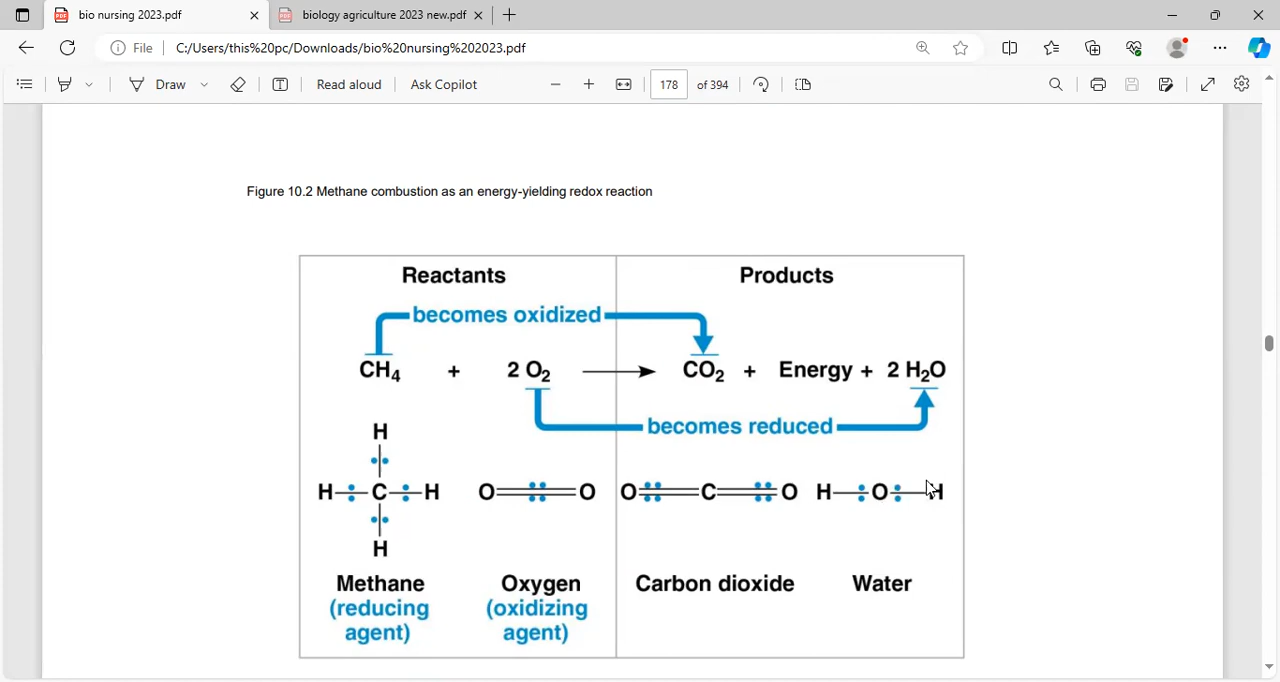 bio nursing 2023.pdf
biology agriculture 2023 new.pdf
File
C:/Users/this%20pc/Downloads/bio%20nursing%202023.pdf
Draw
Read aloud
Ask Copilot
178 of 394
Figure 10.2 Methane combustion as an energy-yielding redox reaction
Reactants Products
becomes oxidized
CH4 + 2 O2 → CO2 + Energy + 2 H2O
becomes reduced
H
H C H O O O C O H O H
H
Methane Oxygen Carbon dioxide Water
(reducing (oxidizing
agent) agent)